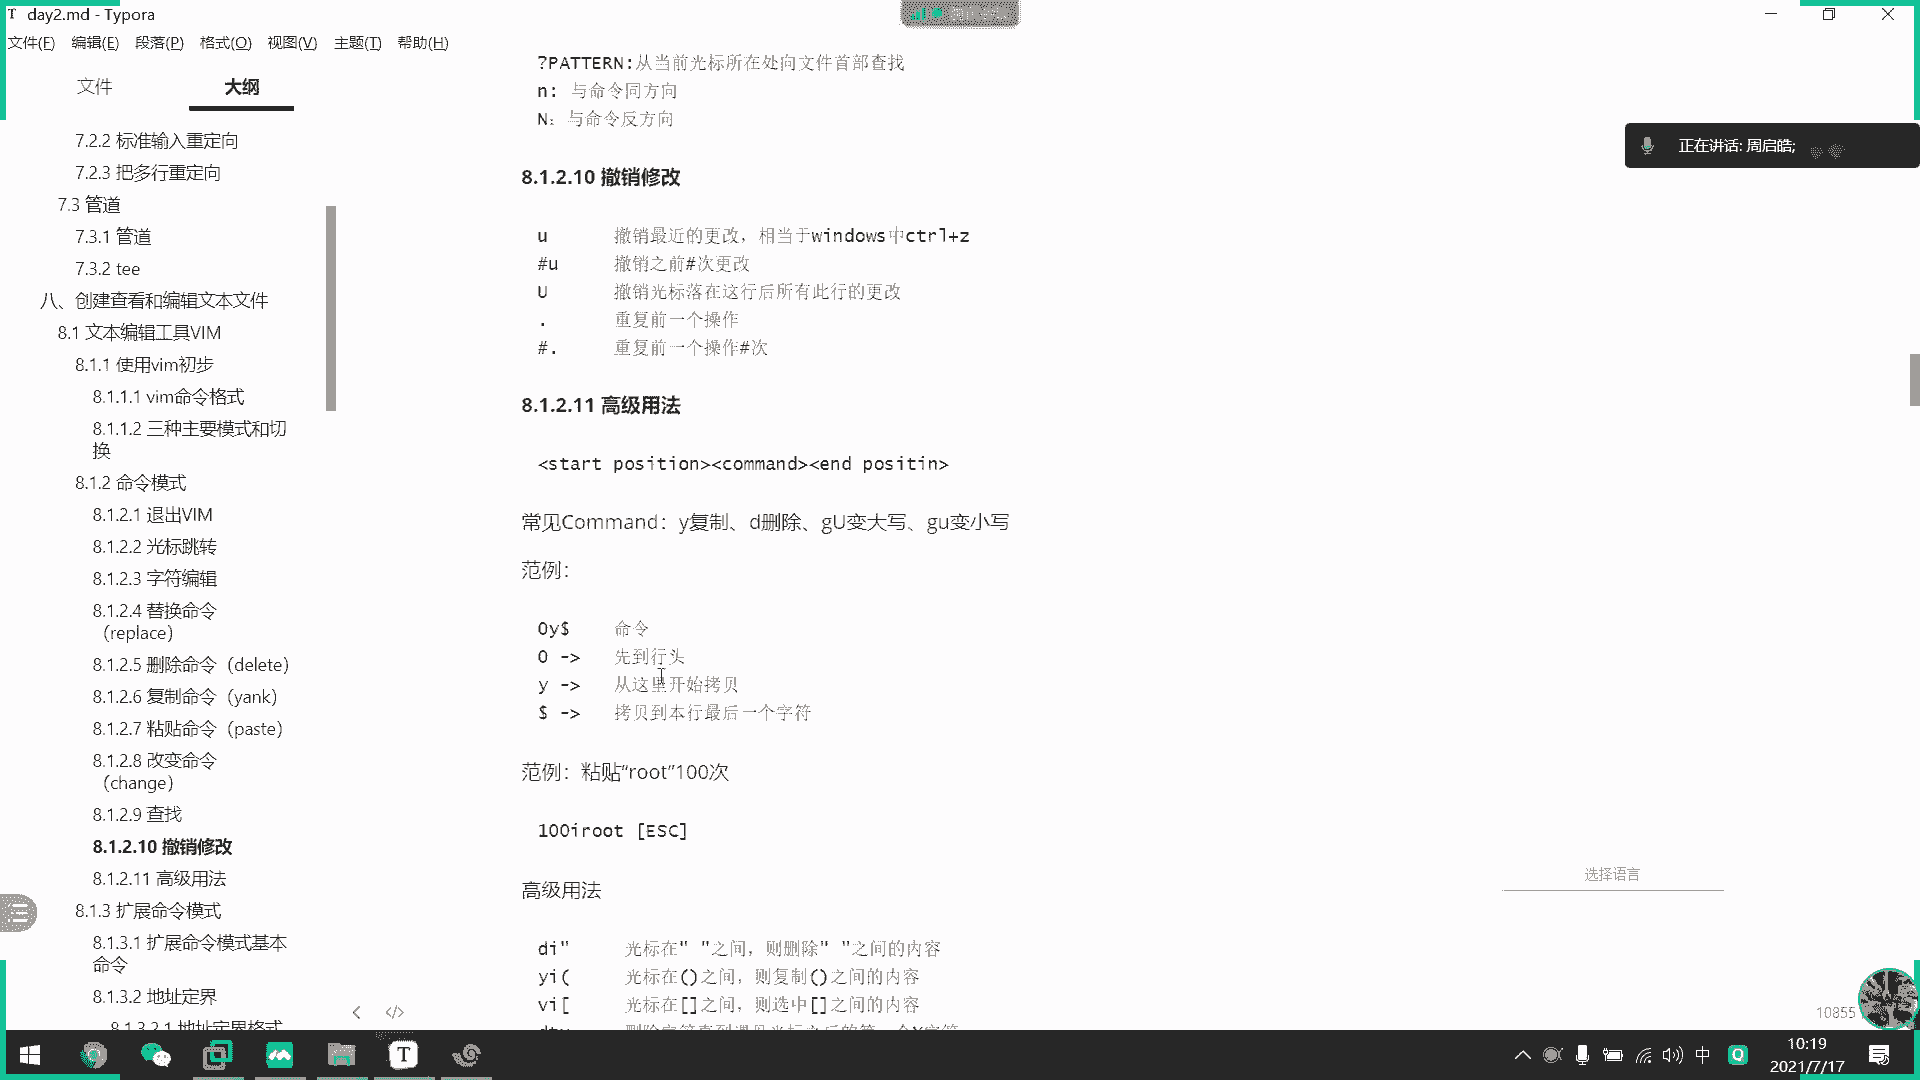 day2.md - Typora
文件(F) 编辑(E) 段落(P) 格式(O) 视图(V) 主题(T) 帮助(H)
文件 大纲
7.2.2 标准输入重定向
7.2.3 把多行重定向
7.3 管道
7.3.1 管道
7.3.2 tee
八、创建查看和编辑文本文件
8.1 文本编辑工具VIM
8.1.1 使用vim初步
8.1.1.1 vim命令格式
8.1.1.2 三种主要模式和切
换
8.1.2 命令模式
8.1.2.1 退出VIM
8.1.2.2 光标跳转
8.1.2.3 字符编辑
8.1.2.4 替换命令
（replace）
8.1.2.5 删除命令（delete）
8.1.2.6 复制命令（yank）
8.1.2.7 粘贴命令（paste）
8.1.2.8 改变命令
（change）
8.1.2.9 查找
8.1.2.10 撤销修改
8.1.2.11 高级用法
8.1.3 扩展命令模式
8.1.3.1 扩展命令模式基本
命令
8.1.3.2 地址定界
8.1.3.2.1 地址定界格式
?PATTERN:从当前光标所在处向文件首部查找
n: 与命令同方向
N: 与命令反方向
8.1.2.10 撤销修改
u 撤销最近的更改，相当于windows中ctrl+z
#u 撤销之前#次更改
U 撤销光标落在这行后所有此行的更改
. 重复前一个操作
#. 重复前一个操作#次
8.1.2.11 高级用法
<start position><command><end positin>
常见Command：y复制、d删除、gU变大写、gu变小写
范例：
0y$ 命令
0 -> 先到行头
y -> 从这里开始拷贝
$ -> 拷贝到本行最后一个字符
范例：粘贴“root”100次
100iroot [ESC]
高级用法
di" 光标在" "之间，则删除" "之间的内容
yi( 光标在()之间，则复制()之间的内容
vi[ 光标在[]之间，则选中[]之间的内容
正在讲话: 周启皓;
选择语言
10855
中
10:19
2021/7/17